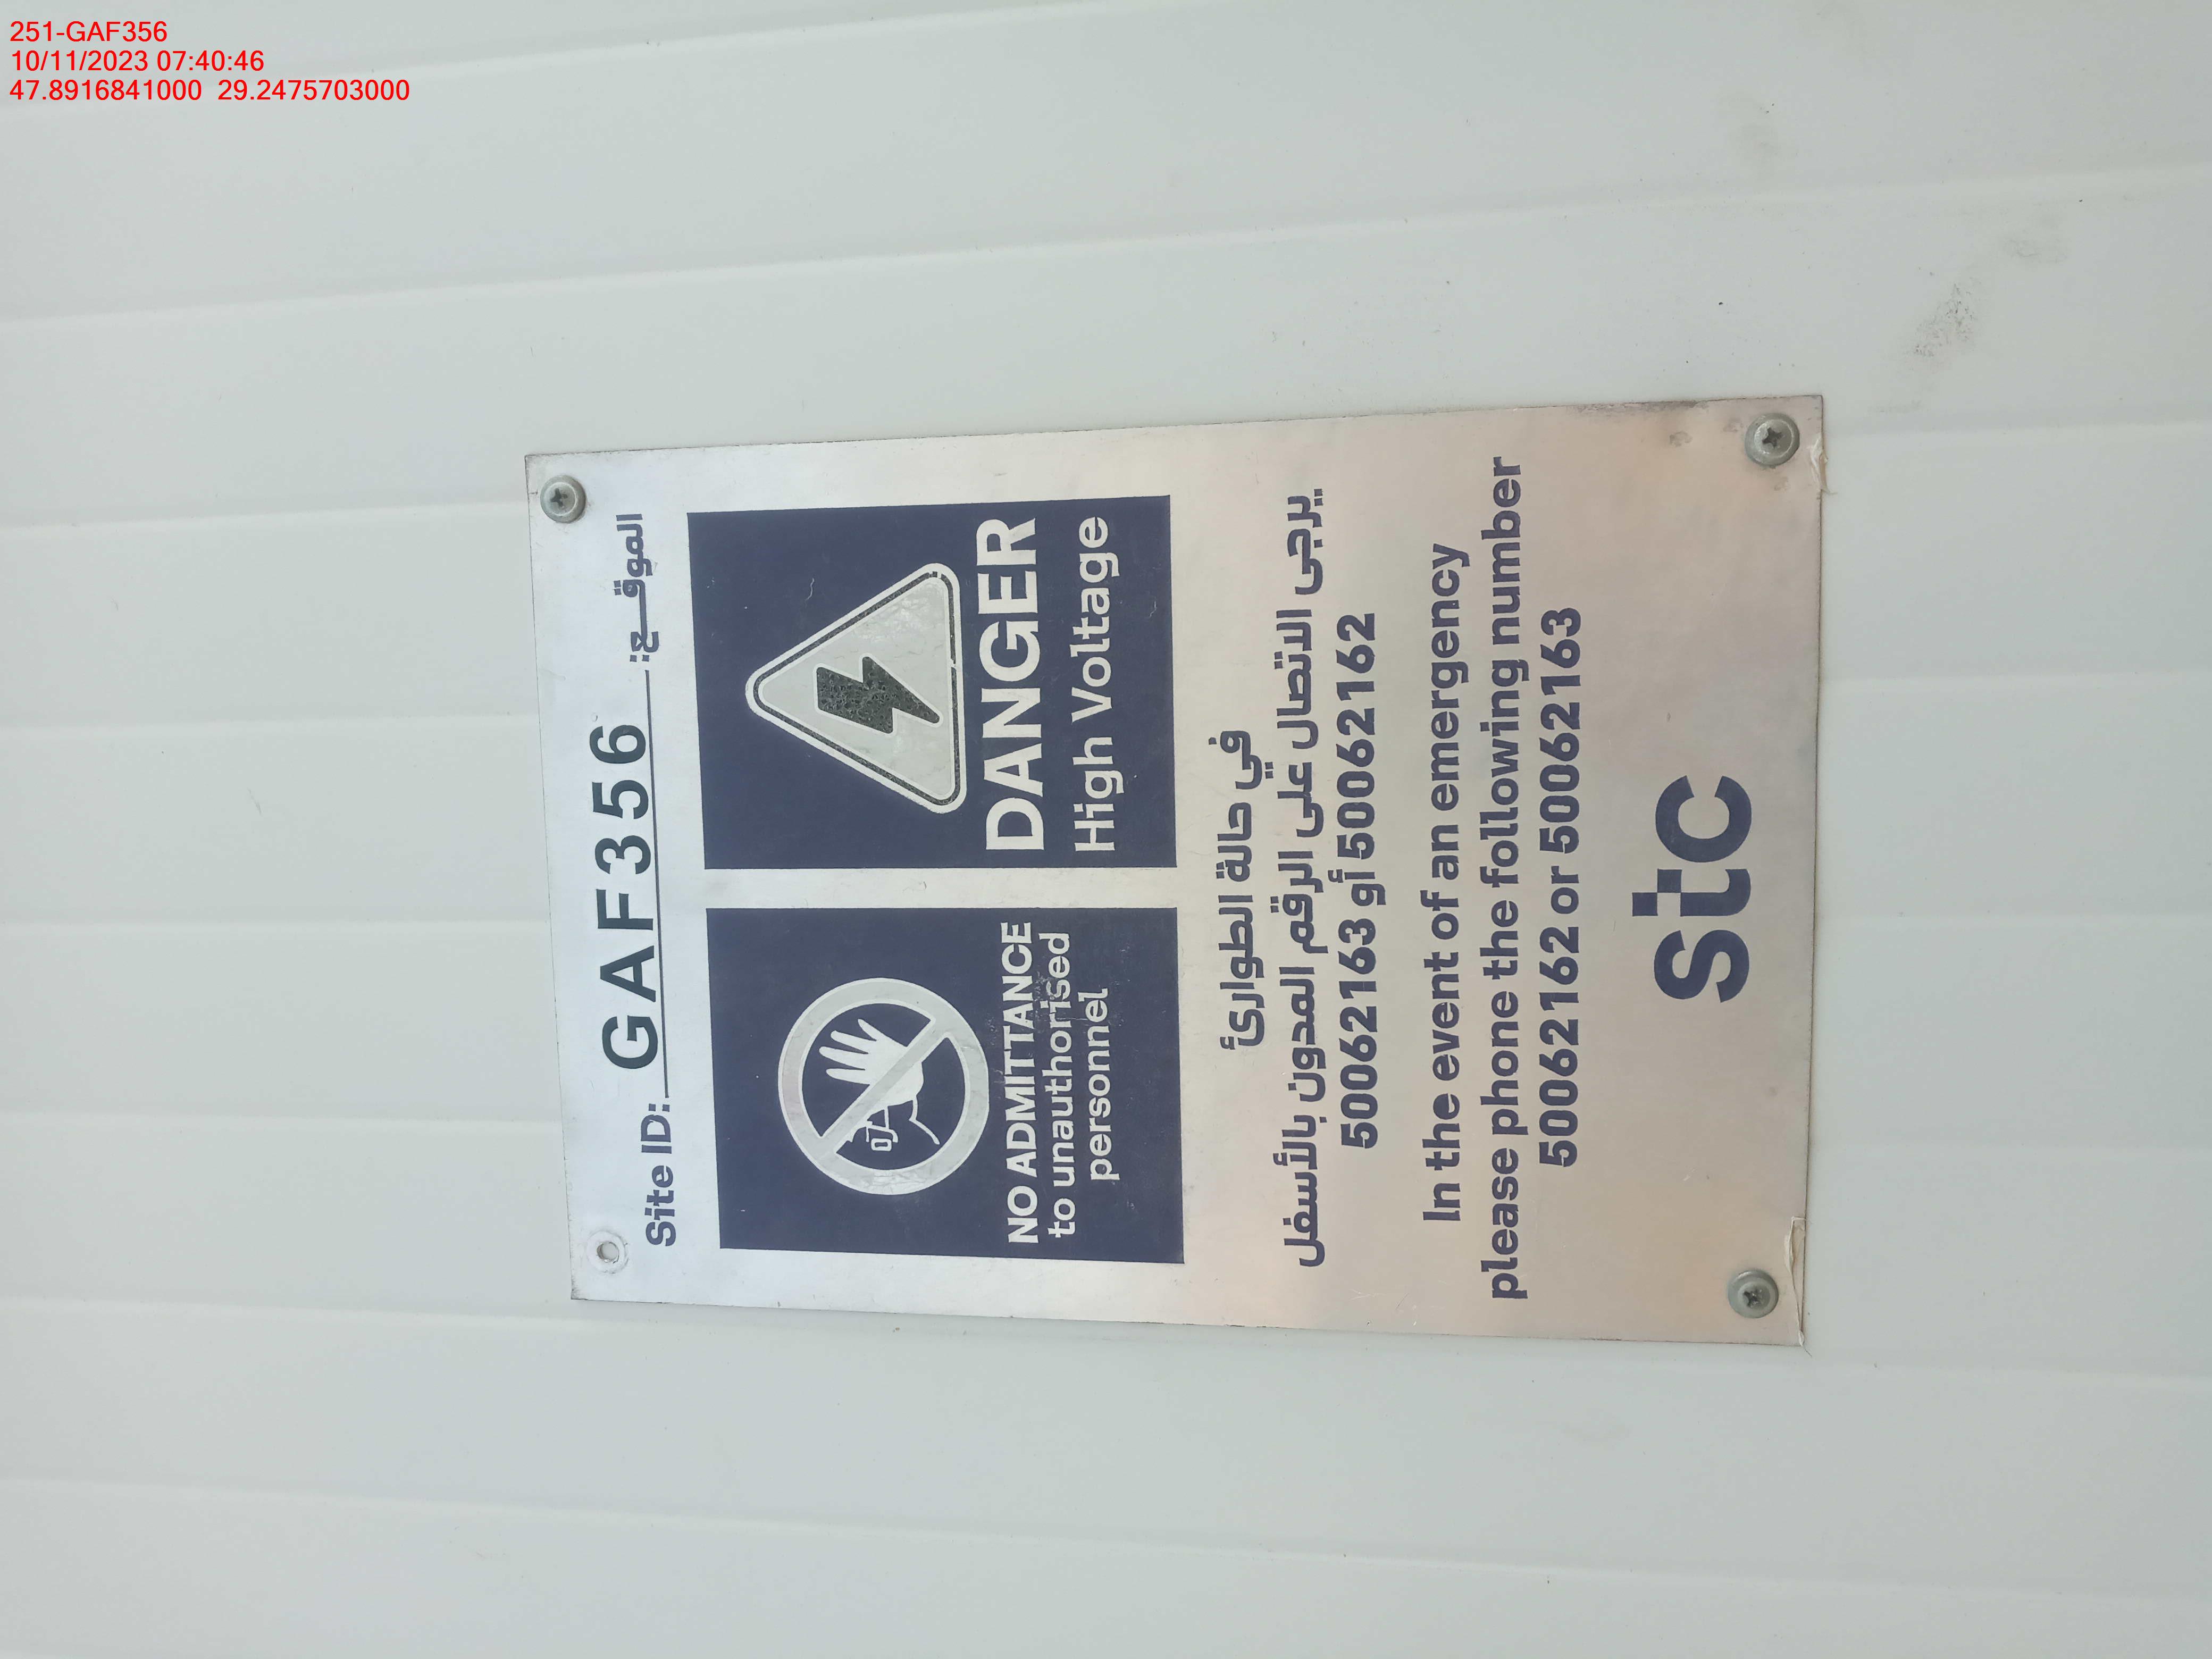 251-GAF356
10/11/2023 07:40:46
47.8916841000 29.2475703000
Site ID: GAF356 الموقــع:
NO ADMITTANCE
to unauthorised
personnel
DANGER
High Voltage
في حالة الطوارئ
يرجى الاتصال على الرقم المدون بالأسفل
50062163 أو 50062162
In the event of an emergency
please phone the following number
50062162 or 50062163
stc